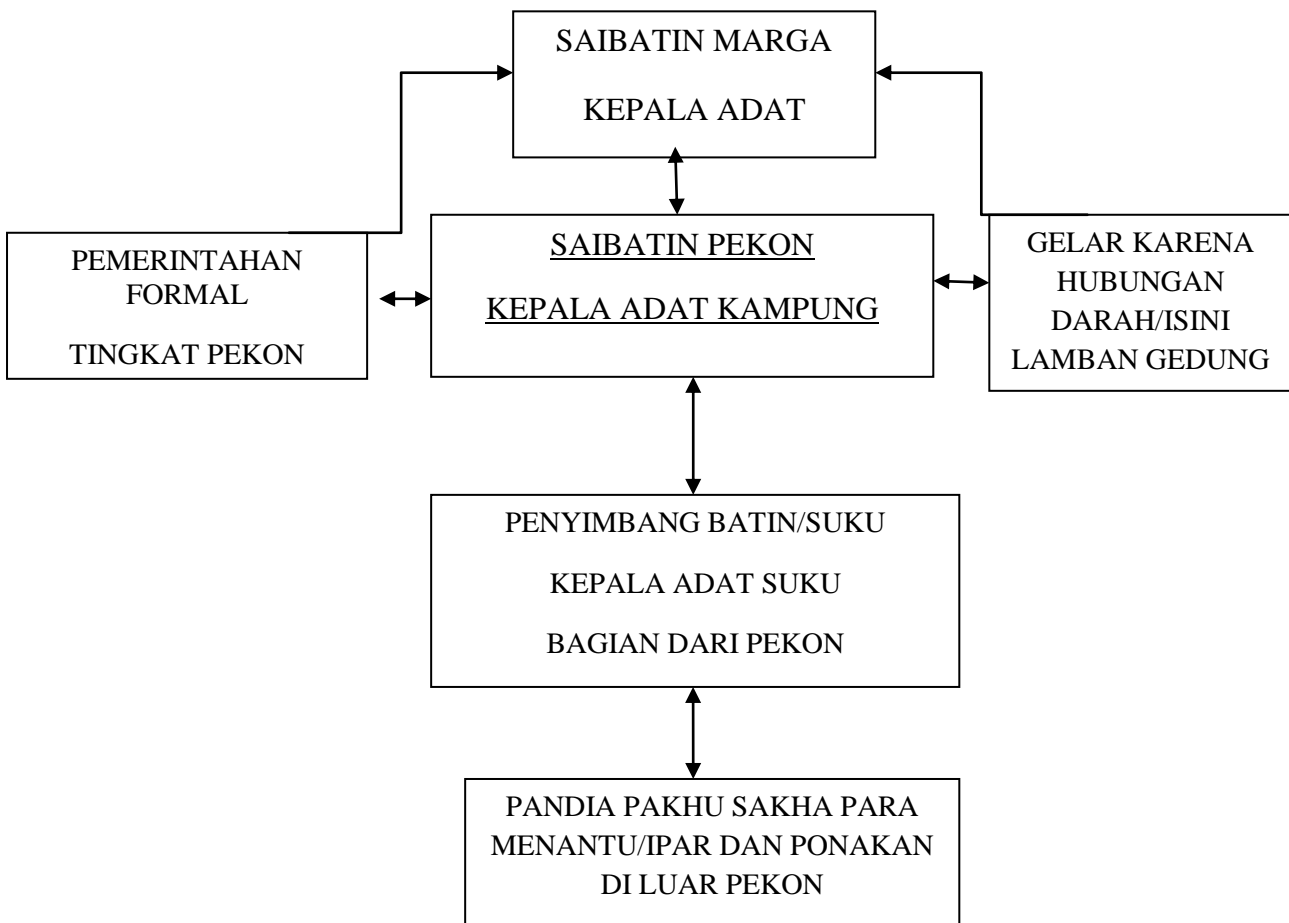 SAIBATIN MARGA
KEPALA ADAT
PEMERINTAHAN
FORMAL
TINGKAT PEKON
SAIBATIN PEKON
KEPALA ADAT KAMPUNG
GELAR KARENA
HUBUNGAN
DARAH/ISINI
LAMBAN GEDUNG
PENYIMBANG BATIN/SUKU
KEPALA ADAT SUKU
BAGIAN DARI PEKON
PANDIA PAKHU SAKHA PARA
MENANTU/IPAR DAN PONAKAN
DI LUAR PEKON